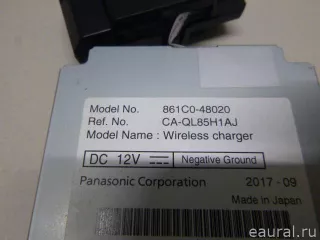 Model No. 861C0-48020
Ref. No. CA-QL85H1AJ
Model Name : Wireless charger
DC 12V Negative Ground
Panasonic Corporation 2017 - 09
Made in Japan
eaural.ru